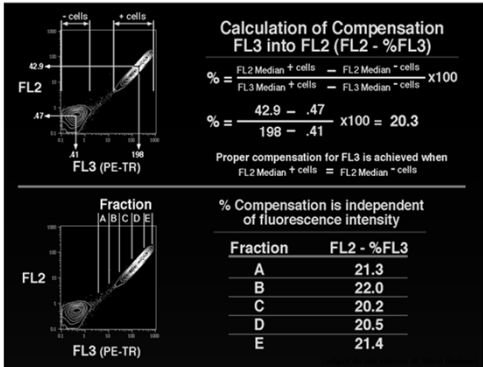 - cells
+ cells
Calculation of Compensation
FL3 into FL2 (FL2 - %FL3)
% = FL2 Median + cells − FL2 Median - cells x100
FL3 Median + cells − FL3 Median - cells
42.9
FL2
.47
% = 42.9 − .47 x100 = 20.3
198 − .41
.41
198
FL3 (PE-TR)
Proper compensation for FL3 is achieved when
FL2 Median + cells = FL2 Median - cells
Fraction
A B C D E
FL2
FL3 (PE-TR)
% Compensation is independent
of fluorescence intensity
Fraction FL2 - %FL3
A 21.3
B 22.0
C 20.2
D 20.5
E 21.4